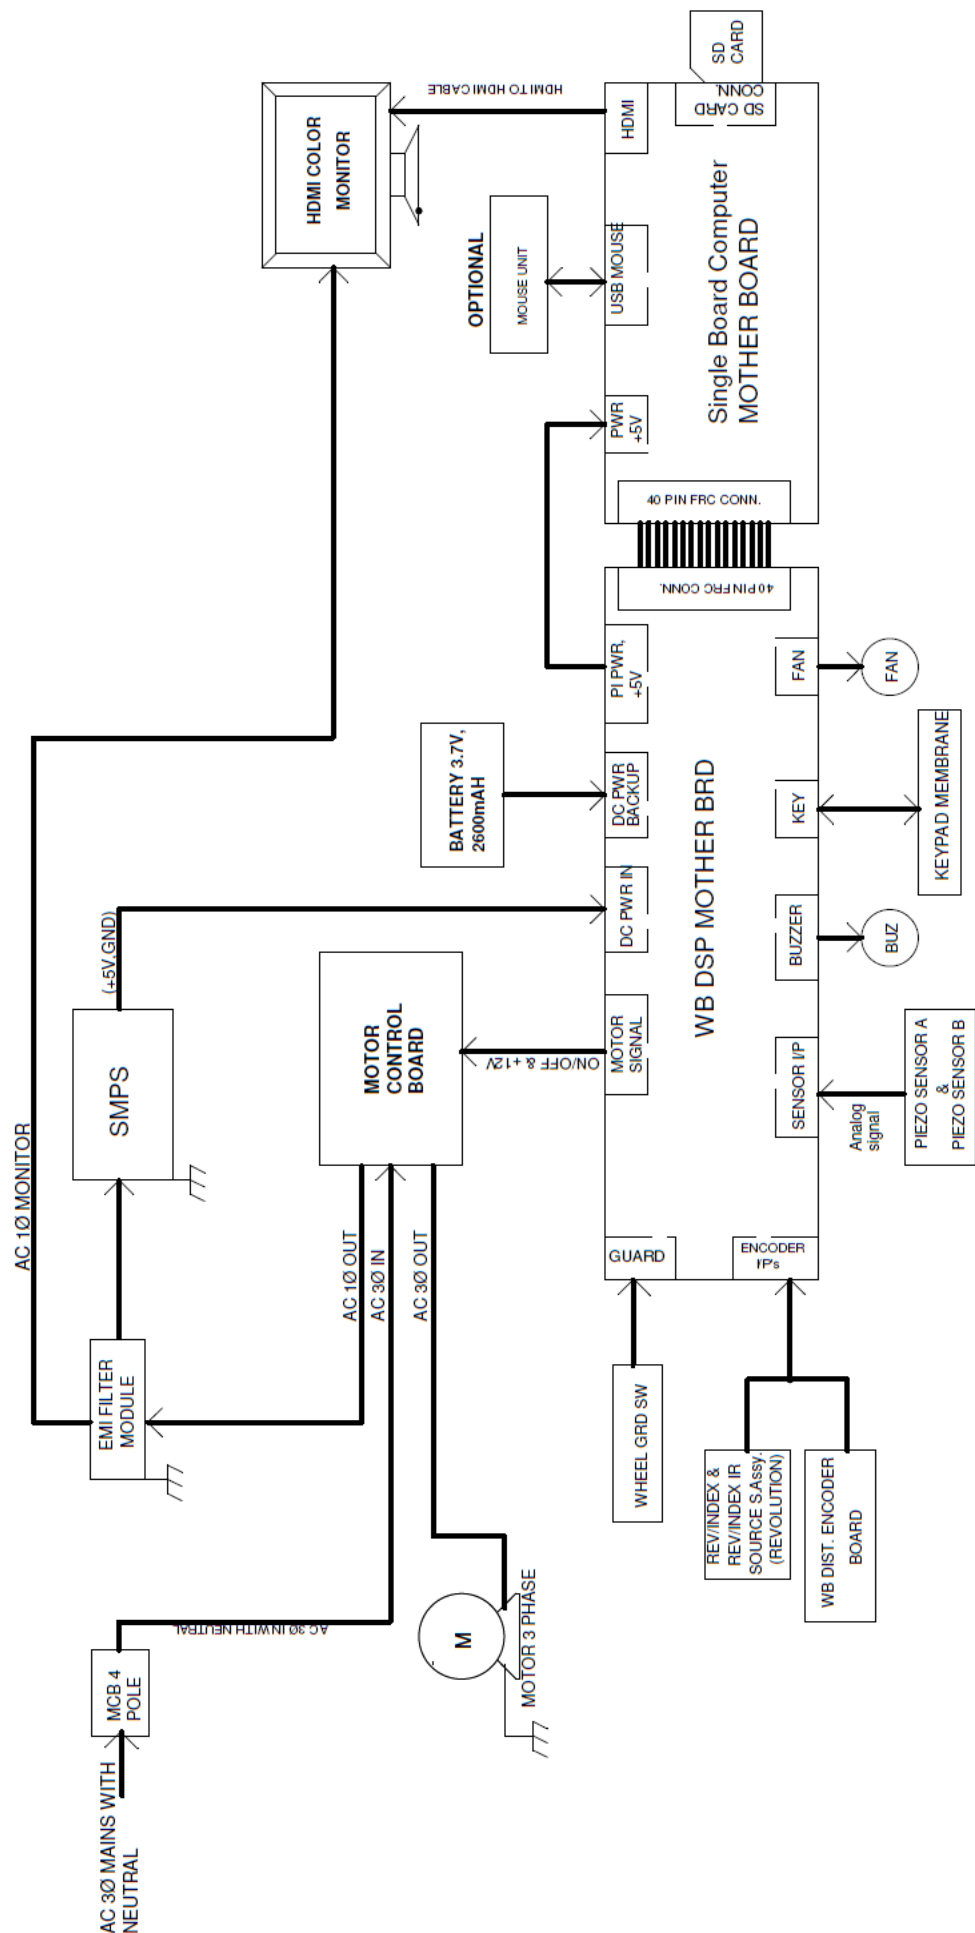 AC 3Ø MAINS WITH
NEUTRAL
MCB 4
POLE
AC 3Ø IN WITH NEUTRAL
EMI FILTER
MODULE
AC 1Ø MONITOR
SMPS
(+5V,GND)
HDMI COLOR
MONITOR
HDMI TO HDMI CABLE
AC 1Ø OUT
AC 3Ø IN
AC 3Ø OUT
MOTOR
CONTROL
BOARD
ON/OFF & +12V
M
MOTOR 3 PHASE
BATTERY 3.7V,
2600mAH
OPTIONAL
MOUSE UNIT
MOTOR
SIGNAL
DC PWR IN
DC PWR
BACKUP
PI PWR,
+5V
PWR
+5V
USB MOUSE
HDMI
SD CARD
CONN.
SD
CARD
WHEEL GRD SW
GUARD
WB DSP MOTHER BRD
40 PIN FRC CONN.
40 PIN FRC CONN.
Single Board Computer
MOTHER BOARD
REV/INDEX &
REV/INDEX IR
SOURCE S.Assy.
(REVOLUTION)
WB DIST. ENCODER
BOARD
ENCODER
I/P's
SENSOR I/P
BUZZER
KEY
FAN
Analog
signal
PIEZO SENSOR A
&
PIEZO SENSOR B
BUZ
KEYPAD MEMBRANE
FAN